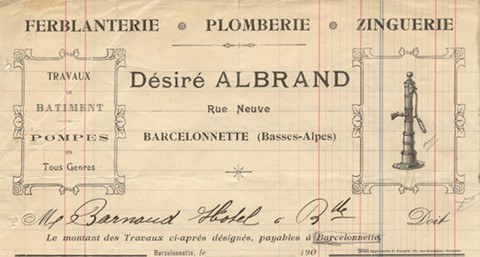 FERBLANTERIE • PLOMBERIE • ZINGUERIE
TRAVAUX
DE
BATIMENT
POMPES
EN
Tous Genres
Désiré ALBRAND
Rue Neuve
BARCELONNETTE (Basses-Alpes)
M Barnaud Hotel à Blle Doit
Le montant des Travaux ci-après désignés, payables à Barcelonnette.
Barcelonnette, le 190